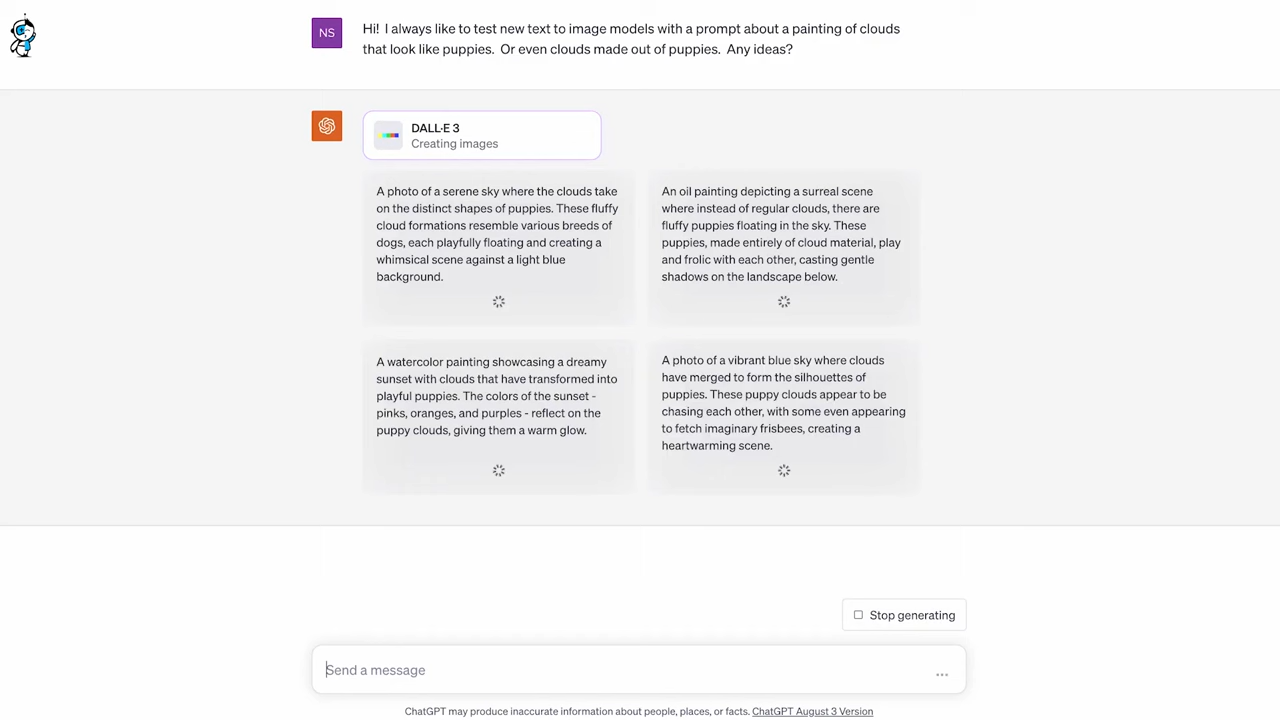 NS
Hi! I always like to test new text to image models with a prompt about a painting of clouds
that look like puppies. Or even clouds made out of puppies. Any ideas?
DALL·E 3
Creating images
A photo of a serene sky where the clouds take
on the distinct shapes of puppies. These fluffy
cloud formations resemble various breeds of
dogs, each playfully floating and creating a
whimsical scene against a light blue
background.
An oil painting depicting a surreal scene
where instead of regular clouds, there are
fluffy puppies floating in the sky. These
puppies, made entirely of cloud material, play
and frolic with each other, casting gentle
shadows on the landscape below.
A watercolor painting showcasing a dreamy
sunset with clouds that have transformed into
playful puppies. The colors of the sunset -
pinks, oranges, and purples - reflect on the
puppy clouds, giving them a warm glow.
A photo of a vibrant blue sky where clouds
have merged to form the silhouettes of
puppies. These puppy clouds appear to be
chasing each other, with some even appearing
to fetch imaginary frisbees, creating a
heartwarming scene.
Stop generating
Send a message
ChatGPT may produce inaccurate information about people, places, or facts. ChatGPT August 3 Version